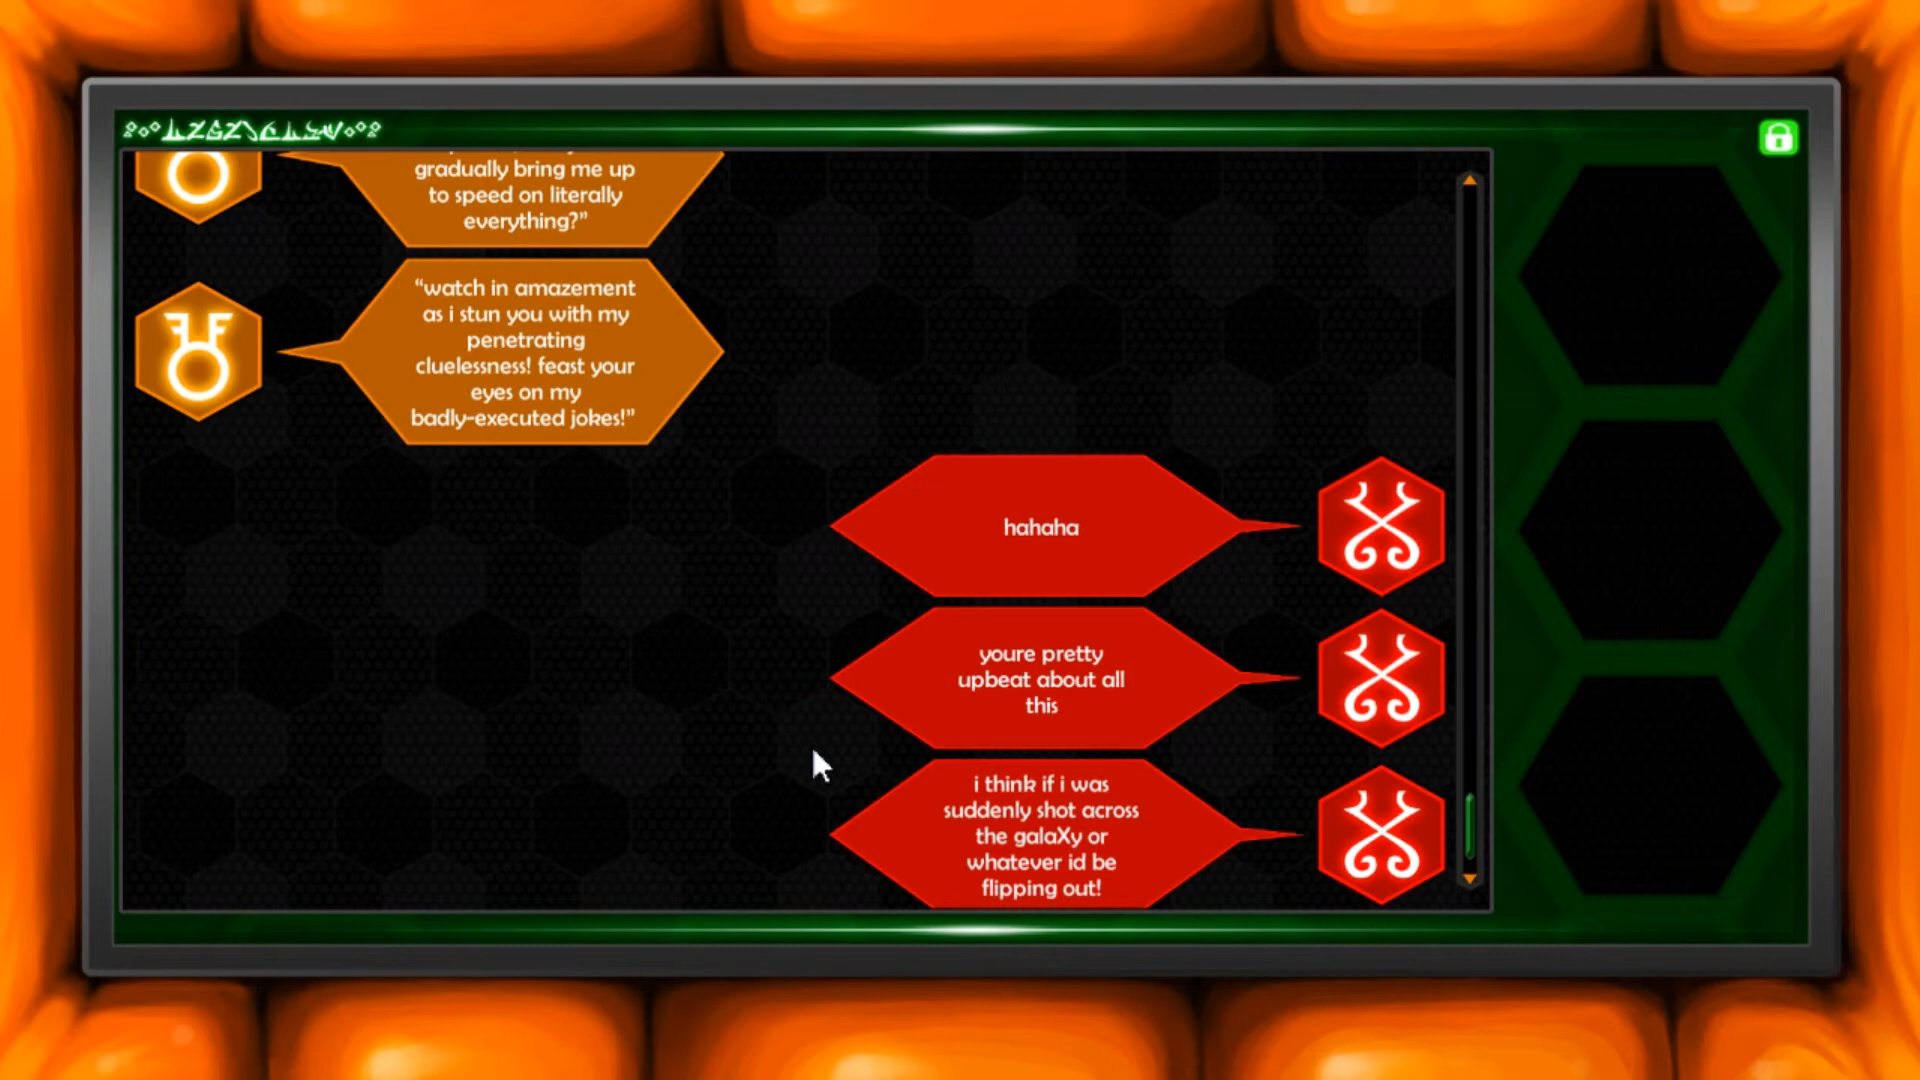 gradually bring me up
to speed on literally
everything?”
“watch in amazement
as i stun you with my
penetrating
cluelessness! feast your
eyes on my
badly-executed jokes!”
hahaha
youre pretty
upbeat about all
this
i think if i was
suddenly shot across
the galaXy or
whatever id be
flipping out!